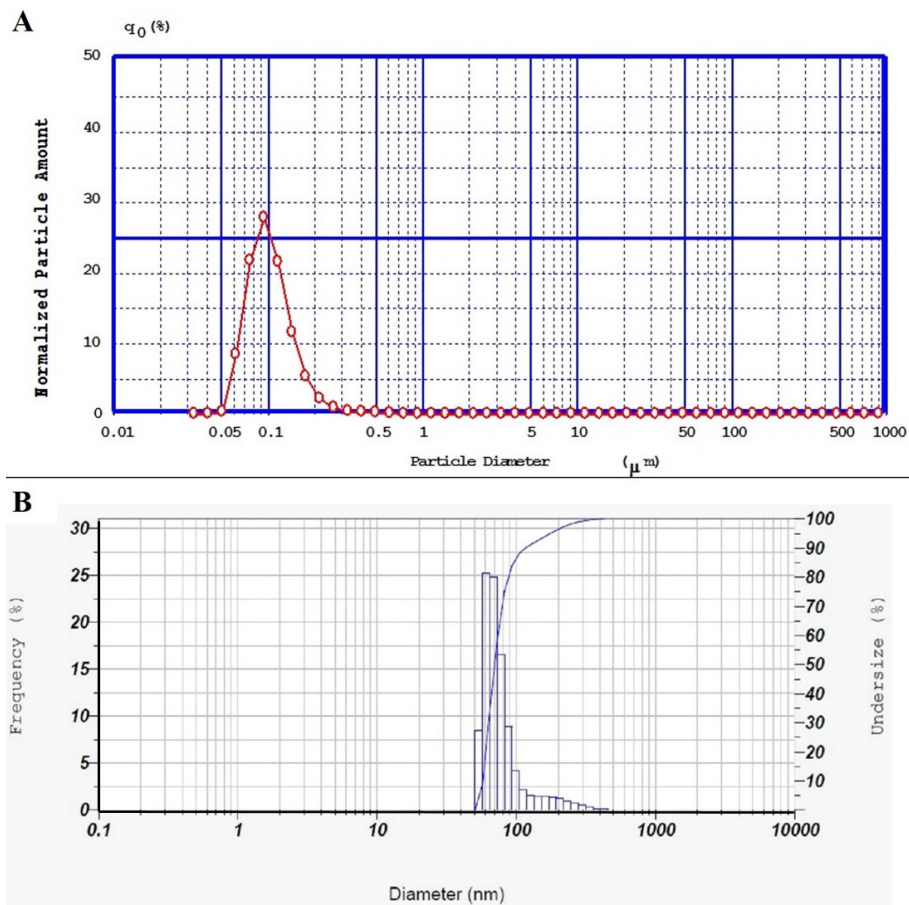 A
q0 (%)
Normalized Particle Amount
50
40
30
20
10
0
0.01 0.05 0.1 0.5 1 5 10 50 100 500 1000
Particle Diameter (μm)
B
Frequency (%)
Undersize (%)
30
25
20
15
10
5
0
100
90
80
70
60
50
40
30
20
10
0.1 1 10 100 1000 10000
Diameter (nm)